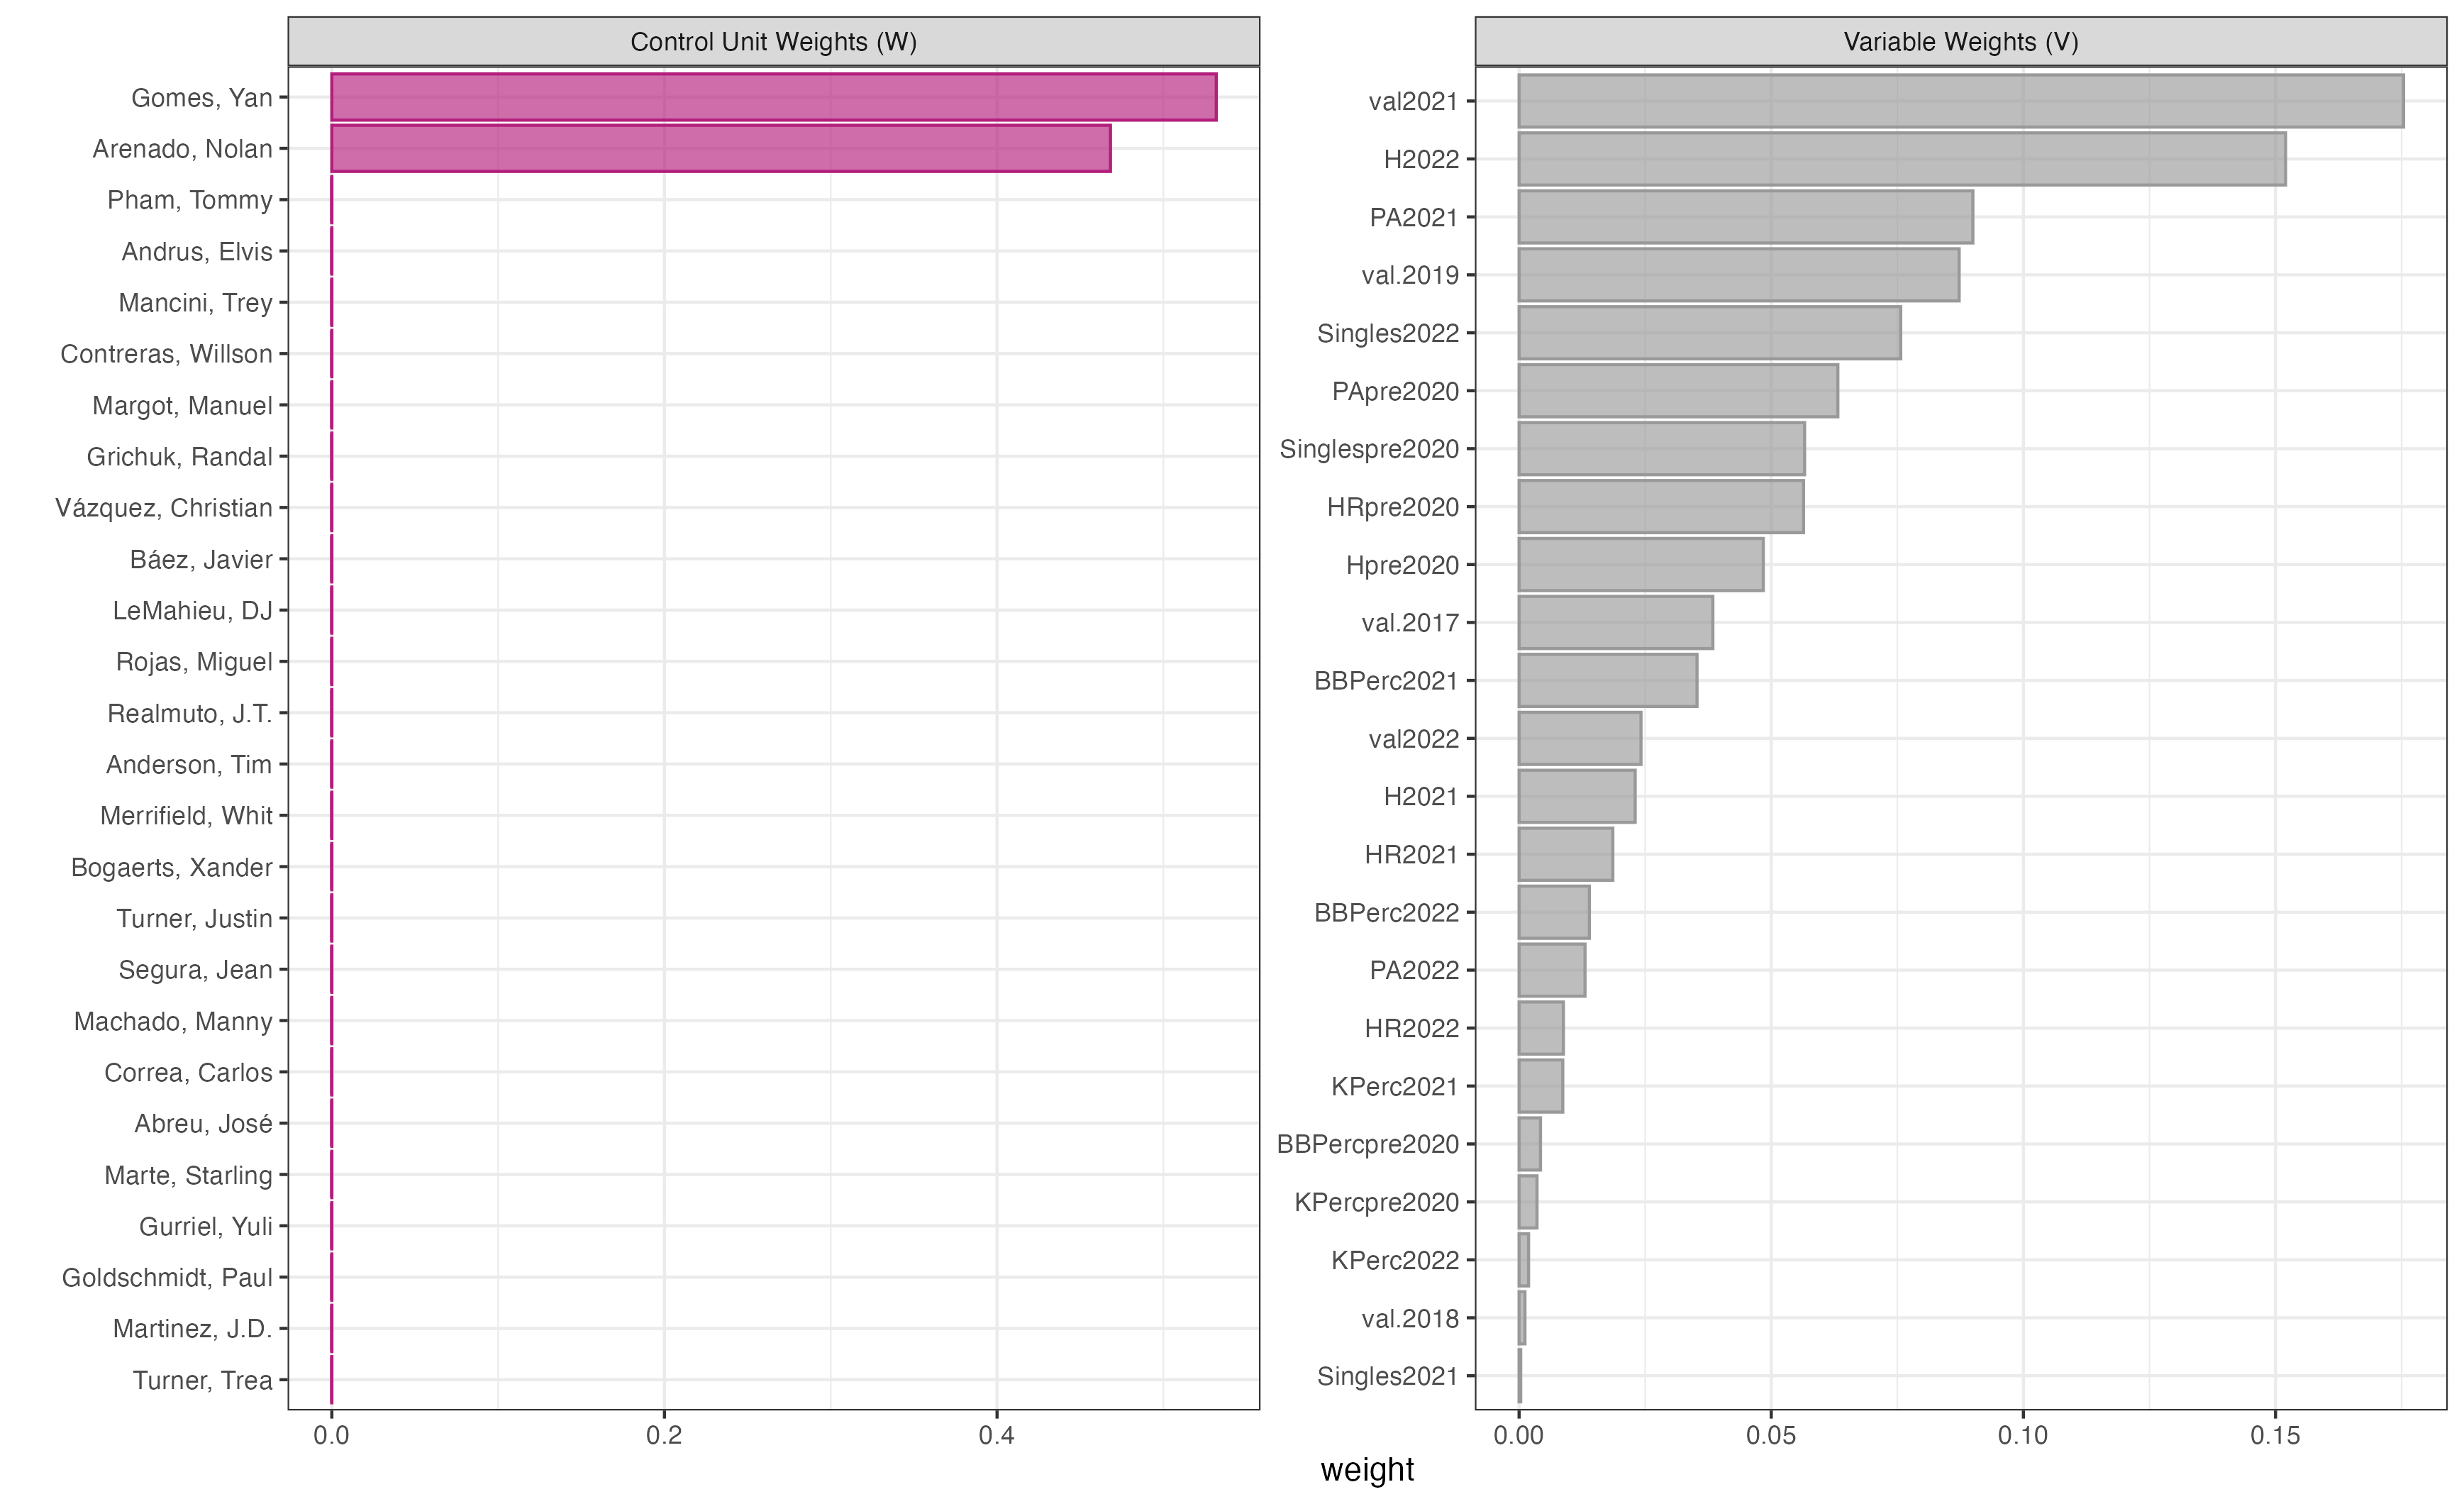 Control Unit Weights (W)
Gomes, Yan
Arenado, Nolan
Pham, Tommy
Andrus, Elvis
Mancini, Trey
Contreras, Willson
Margot, Manuel
Grichuk, Randal
Vázquez, Christian
Báez, Javier
LeMahieu, DJ
Rojas, Miguel
Realmuto, J.T.
Anderson, Tim
Merrifield, Whit
Bogaerts, Xander
Turner, Justin
Segura, Jean
Machado, Manny
Correa, Carlos
Abreu, José
Marte, Starling
Gurriel, Yuli
Goldschmidt, Paul
Martinez, J.D.
Turner, Trea
0.0 0.2 0.4
Variable Weights (V)
val2021
H2022
PA2021
val.2019
Singles2022
PApre2020
Singlespre2020
HRpre2020
Hpre2020
val.2017
BBPerc2021
val2022
H2021
HR2021
BBPerc2022
PA2022
HR2022
KPerc2021
BBPercpre2020
KPercpre2020
KPerc2022
val.2018
Singles2021
0.00 0.05 0.10 0.15
weight